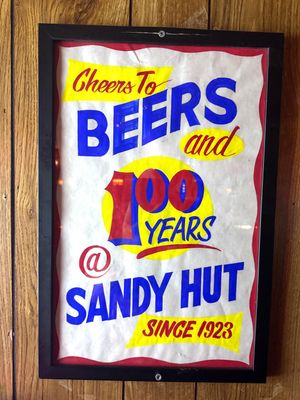 Cheers To
BEERS
and
100
YEARS
@
SANDY HUT
SINCE 1923